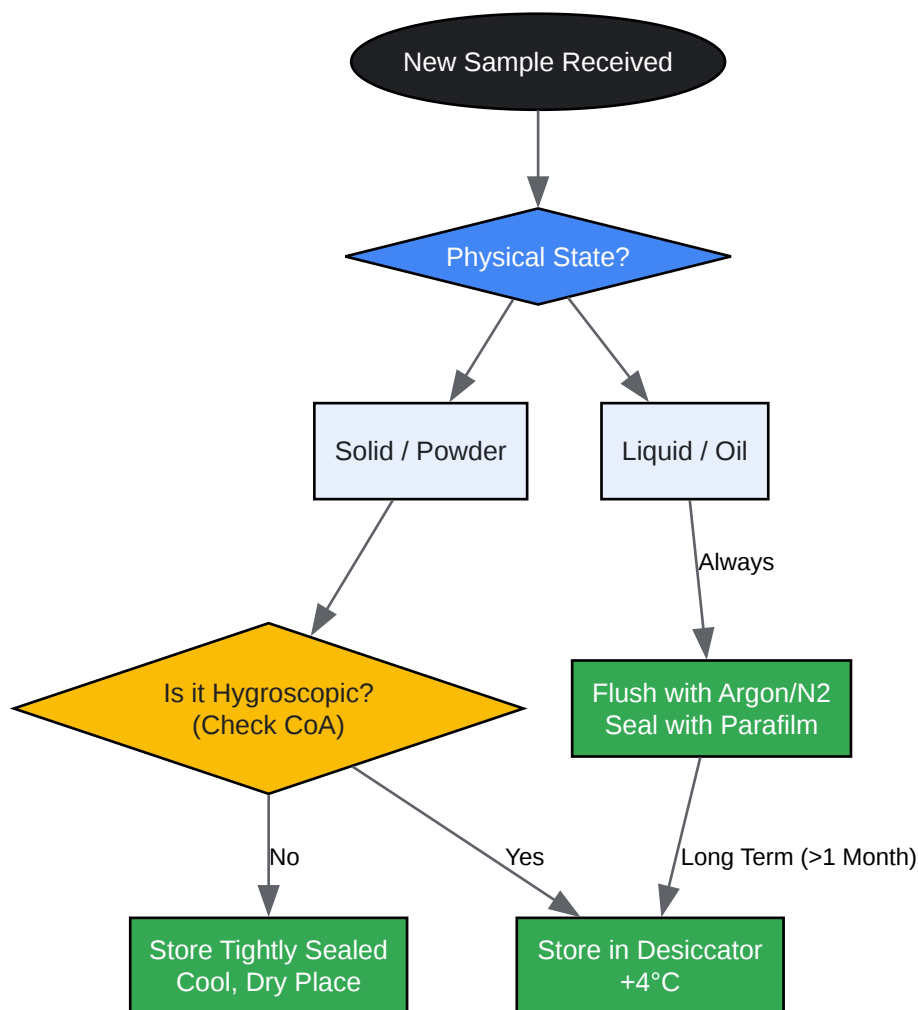 New Sample Received
Physical State?
Solid / Powder
Liquid / Oil
Always
Is it Hygroscopic?
(Check CoA)
Flush with Argon/N2
Seal with Parafilm
No
Yes
Long Term (>1 Month)
Store Tightly Sealed
Cool, Dry Place
Store in Desiccator
+4°C